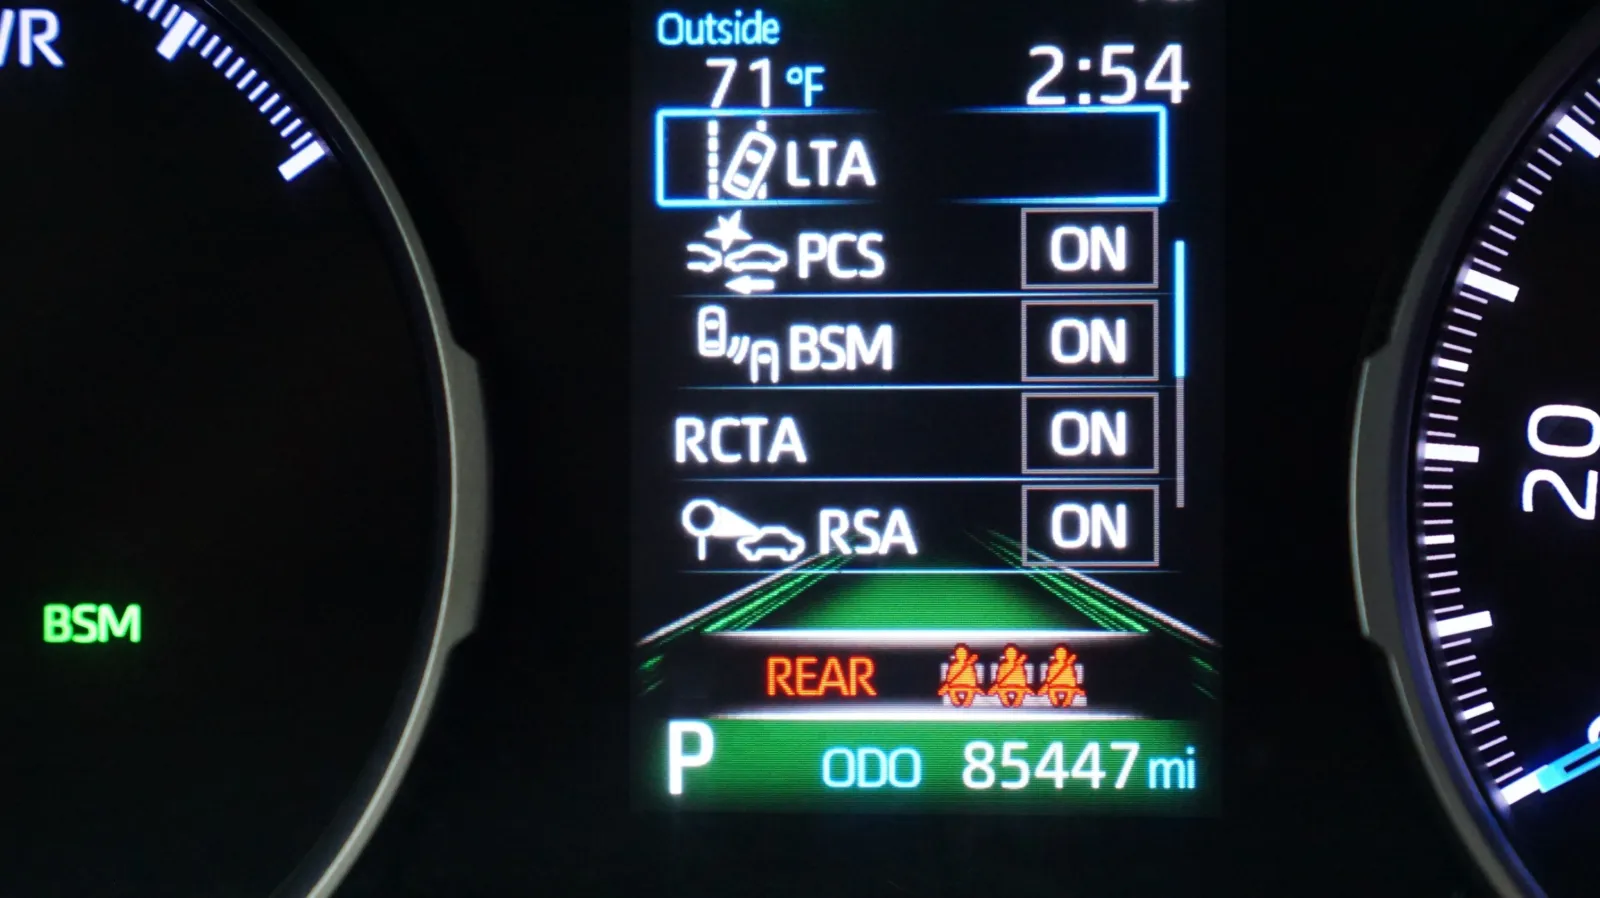 Outside
71°F 2:54
LTA
PCS ON
BSM ON
RCTA ON
RSA ON
REAR
P ODO 85447 mi
BSM
20